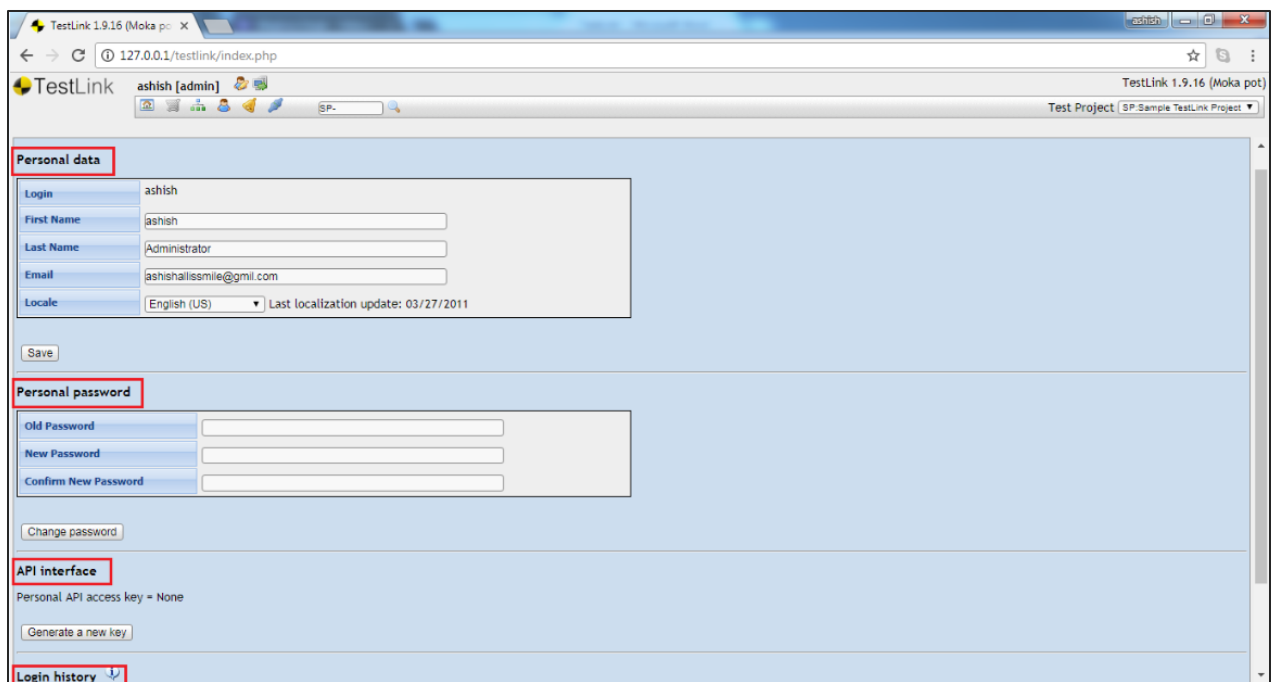 TestLink 1.9.16 (Moka po
ashish
127.0.0.1/testlink/index.php
TestLink ashish [admin] TestLink 1.9.16 (Moka pot)
SP- Test Project SP:Sample TestLink Project
Personal data
Login ashish
First Name ashish
Last Name Administrator
Email ashishallissmile@gmil.com
Locale English (US) Last localization update: 03/27/2011
Save
Personal password
Old Password
New Password
Confirm New Password
Change password
API interface
Personal API access key = None
Generate a new key
Login history